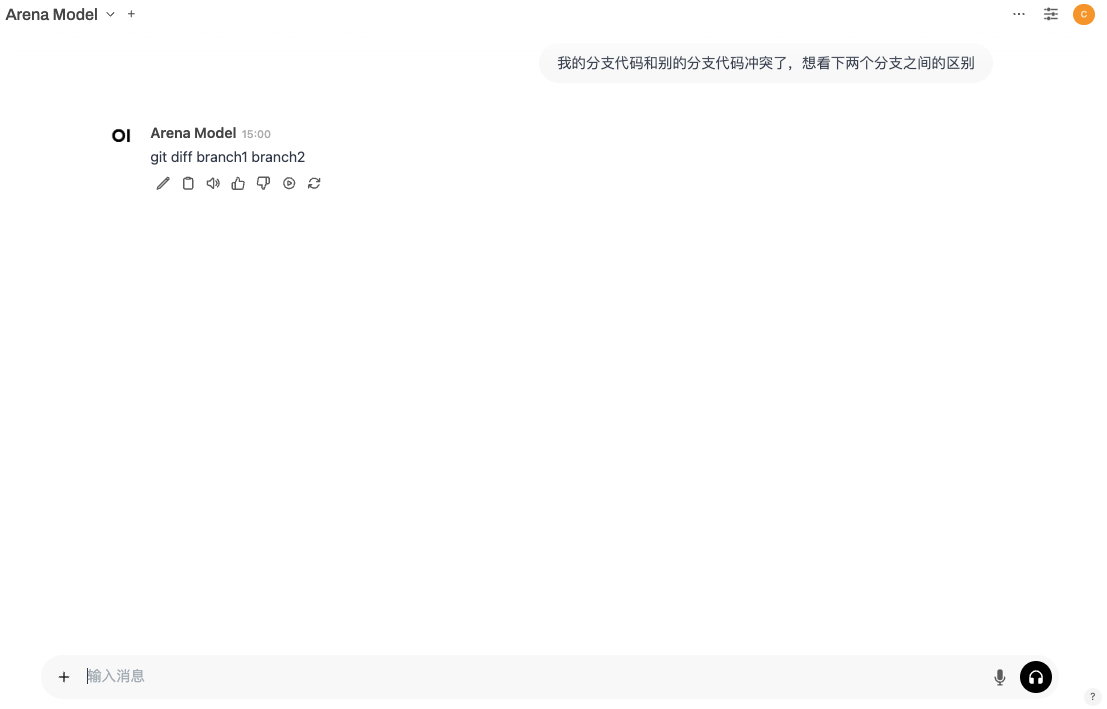 Arena Model
我的分支代码和别的分支代码冲突了，想看下两个分支之间的区别
OI Arena Model 15:00
git diff branch1 branch2
输入消息
C
?